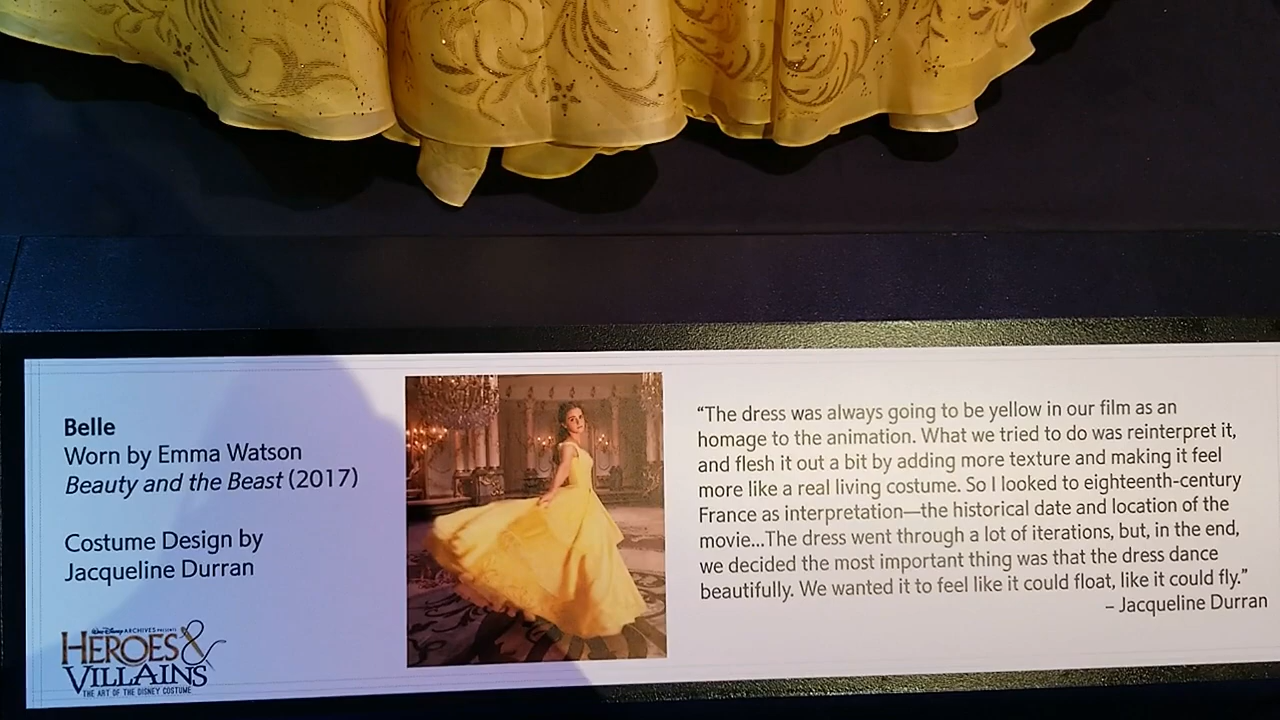 Belle
Worn by Emma Watson
Beauty and the Beast (2017)
Costume Design by
Jacqueline Durran
Walt Disney ARCHIVES PRESENTS
HEROES &
VILLAINS
THE ART OF THE DISNEY COSTUME
“The dress was always going to be yellow in our film as an
homage to the animation. What we tried to do was reinterpret it,
and flesh it out a bit by adding more texture and making it feel
more like a real living costume. So I looked to eighteenth-century
France as interpretation—the historical date and location of the
movie...The dress went through a lot of iterations, but, in the end,
we decided the most important thing was that the dress dance
beautifully. We wanted it to feel like it could float, like it could fly.”
– Jacqueline Durran